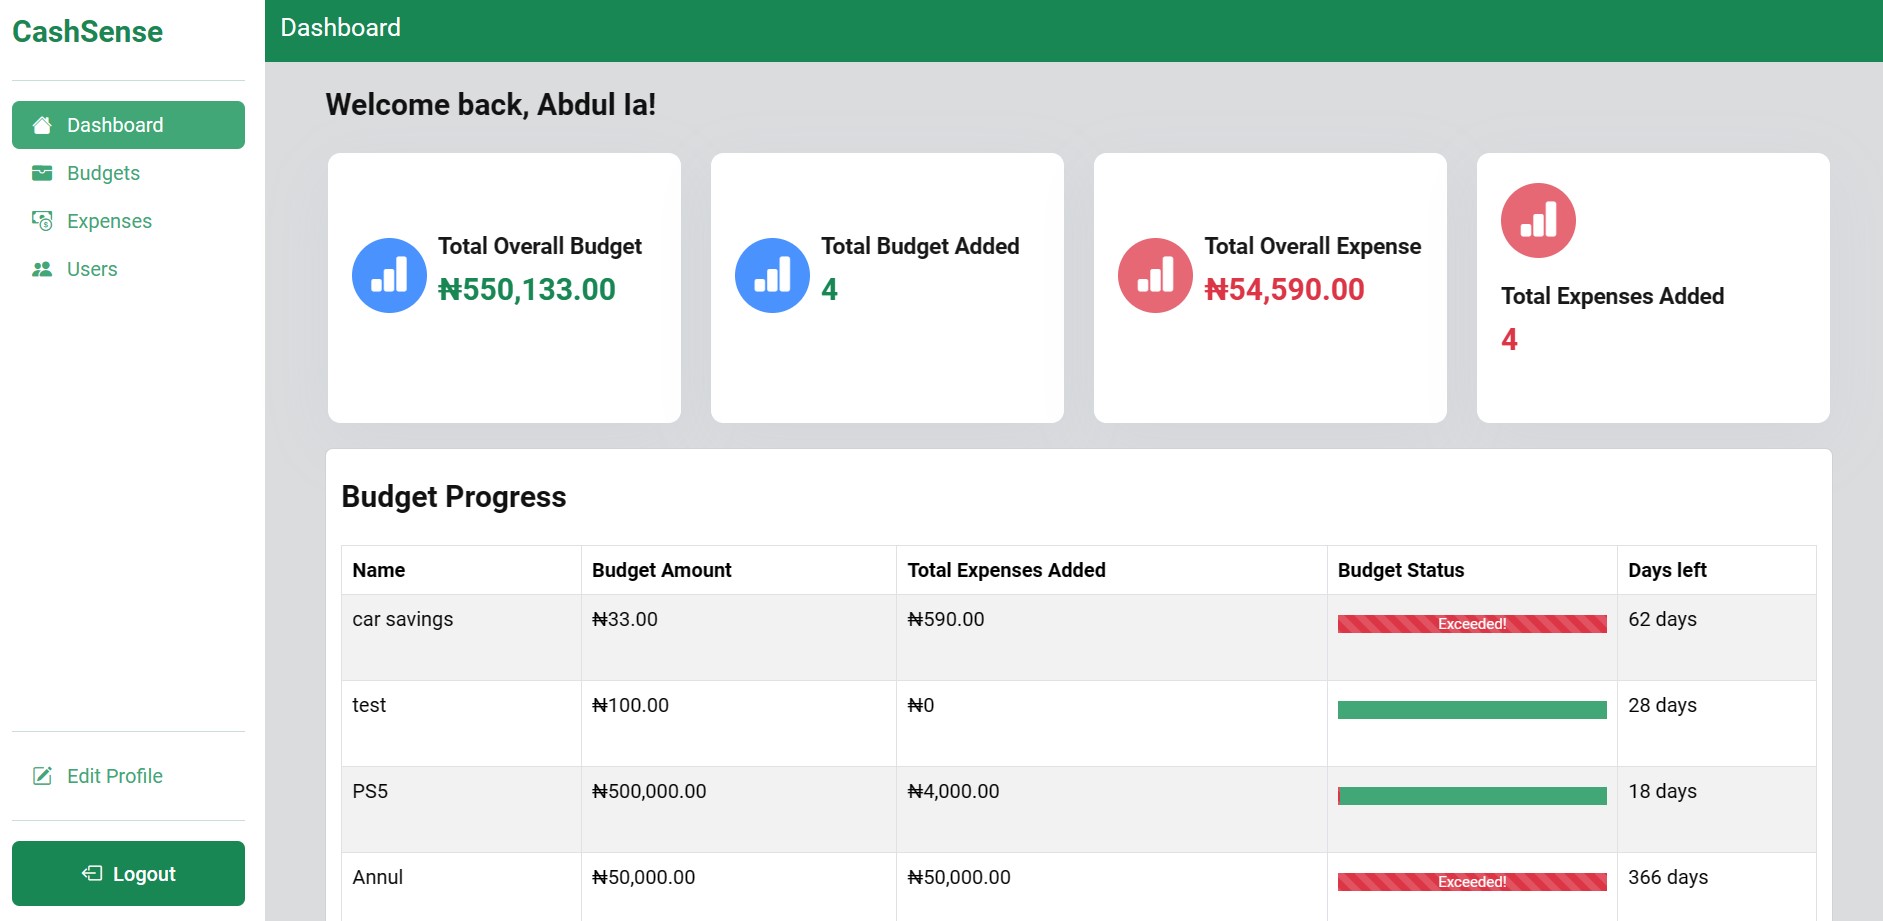 CashSense
Dashboard
Budgets
Expenses
Users
Edit Profile
Logout
Dashboard
Welcome back, Abdul Ia!
Total Overall Budget
₦550,133.00
Total Budget Added
4
Total Overall Expense
₦54,590.00
Total Expenses Added
4
Budget Progress
Name Budget Amount Total Expenses Added Budget Status Days left
car savings ₦33.00 ₦590.00 Exceeded! 62 days
test ₦100.00 ₦0 28 days
PS5 ₦500,000.00 ₦4,000.00 18 days
Annul ₦50,000.00 ₦50,000.00 Exceeded! 366 days